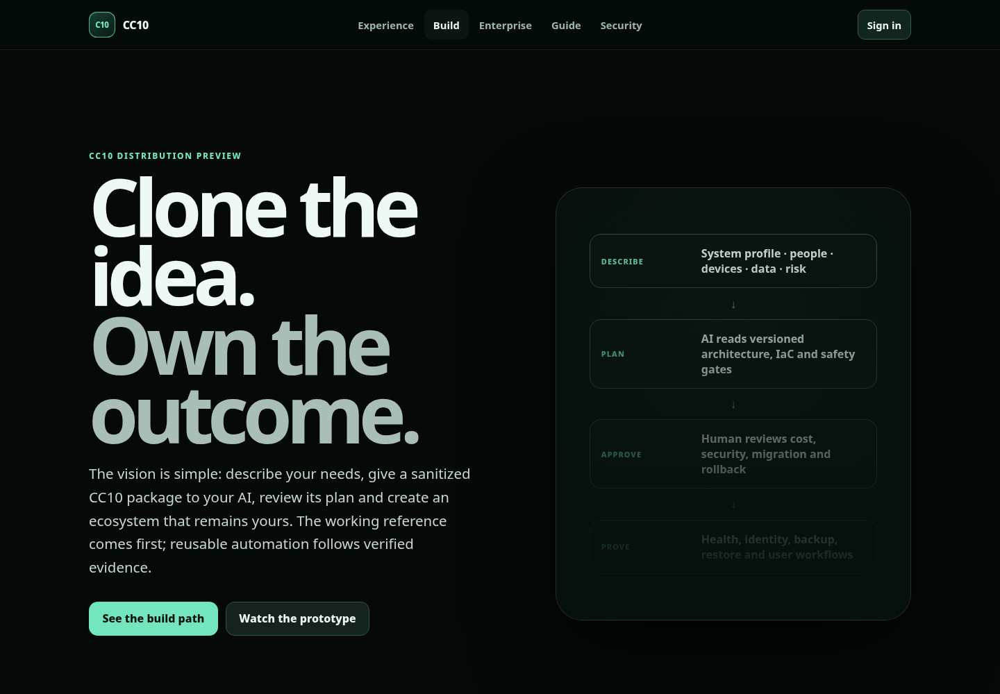 C10 CC10
Experience Build Enterprise Guide Security
Sign in
CC10 DISTRIBUTION PREVIEW
Clone the
idea.
Own the
outcome.
The vision is simple: describe your needs, give a sanitized
CC10 package to your AI, review its plan and create an
ecosystem that remains yours. The working reference
comes first; reusable automation follows verified
evidence.
See the build path
Watch the prototype
DESCRIBE
System profile · people ·
devices · data · risk
↓
PLAN
AI reads versioned
architecture, IaC and safety
gates
↓
APPROVE
Human reviews cost,
security, migration and
rollback
↓
PROVE
Health, identity, backup,
restore and user workflows